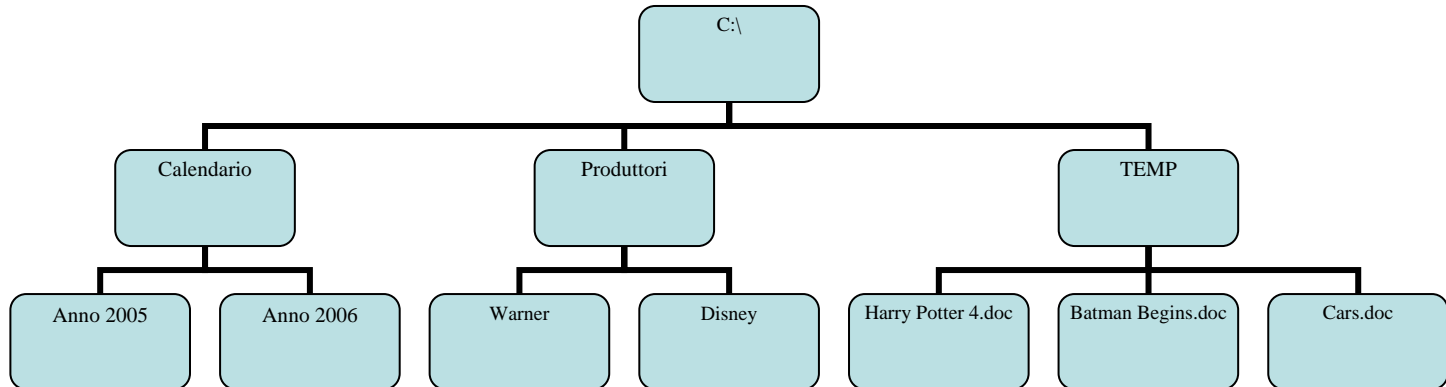 C:\
Calendario
Produttori
TEMP
Anno 2005
Anno 2006
Warner
Disney
Harry Potter 4.doc
Batman Begins.doc
Cars.doc